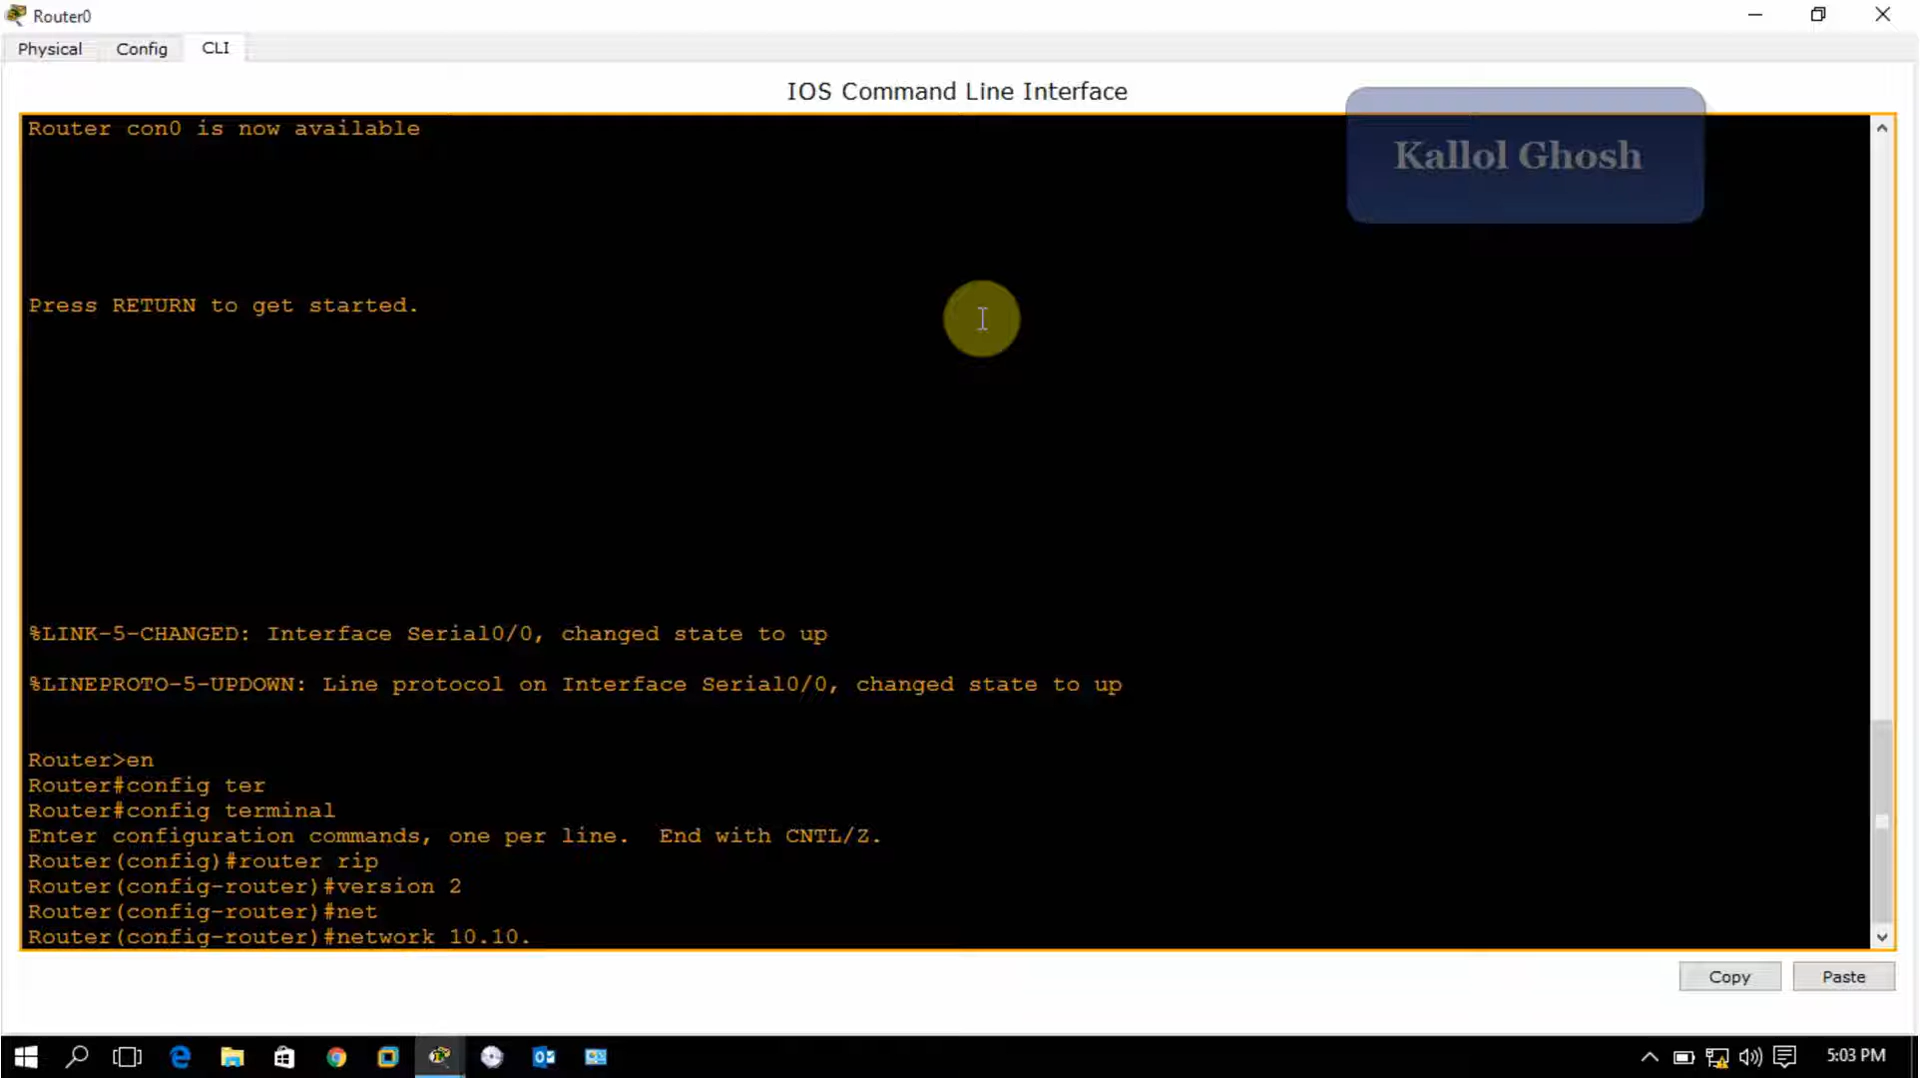 Router0
Physical Config CLI
IOS Command Line Interface
Kallol Ghosh
Router con0 is now available
Press RETURN to get started.
%LINK-5-CHANGED: Interface Serial0/0, changed state to up
%LINEPROTO-5-UPDOWN: Line protocol on Interface Serial0/0, changed state to up
Router>en
Router#config ter
Router#config terminal
Enter configuration commands, one per line.  End with CNTL/Z.
Router(config)#router rip
Router(config-router)#version 2
Router(config-router)#net
Router(config-router)#network 10.10.
Copy Paste
5:03 PM